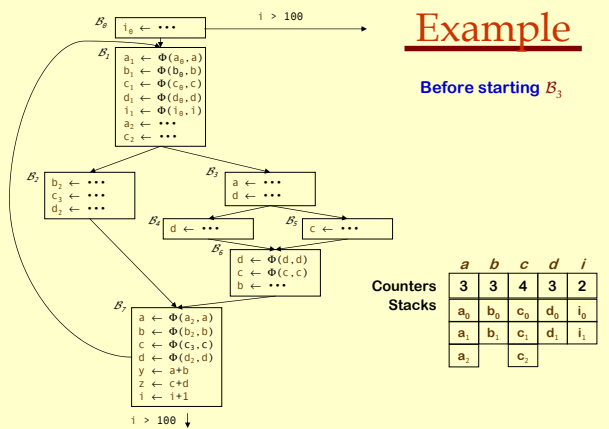 Example
Before starting B3
i > 100
B0
i0 ← •••
B1
a1 ← Φ(a0,a)
b1 ← Φ(b0,b)
c1 ← Φ(c0,c)
d1 ← Φ(d0,d)
i1 ← Φ(i0,i)
a2 ← •••
c2 ← •••
B2
b2 ← •••
c3 ← •••
d2 ← •••
B3
a ← •••
d ← •••
B4
d ← •••
B5
c ← •••
B6
d ← Φ(d,d)
c ← Φ(c,c)
b ← •••
B7
a ← Φ(a2,a)
b ← Φ(b2,b)
c ← Φ(c3,c)
d ← Φ(d2,d)
y ← a+b
z ← c+d
i ← i+1
i > 100
a b c d i
Counters 3 3 4 3 2
Stacks a0 b0 c0 d0 i0
a1 b1 c1 d1 i1
a2 c2